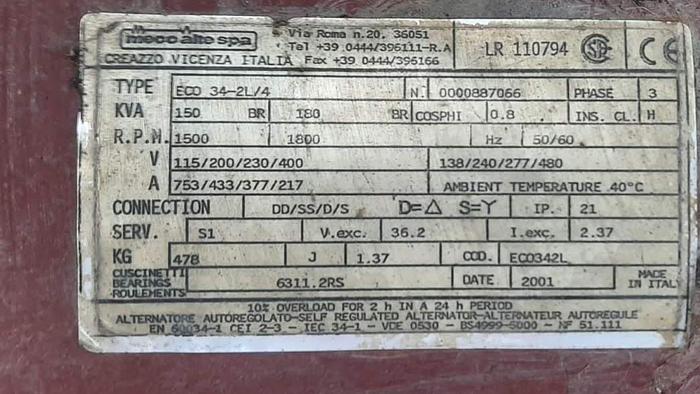 mecc alte spa Via Roma n.20. 36051
Tel +39 0444/396111-R.A
CREAZZO VICENZA ITALIA Fax +39 0444/396166 LR 110794 CE
TYPE ECO 34-2L/4 N. 0000887066 PHASE 3
KVA 150 BR 180 BR COSPHI 0.8 INS. CL. H
R.P.M. 1500 1800 Hz 50/60
V 115/200/230/400 138/240/277/480
A 753/433/377/217 AMBIENT TEMPERATURE 40°C
CONNECTION DD/SS/D/S D=Δ S=Y IP. 21
SERV. S1 V.exc. 36.2 I.exc. 2.37
KG 478 J 1.37 COD. ECO342L
CUSCINETTI
BEARINGS 6311.2RS DATE 2001 MADE
ROULEMENTS IN ITALY
10% OVERLOAD FOR 2 h IN A 24 h PERIOD
ALTERNATORE AUTOREGOLATO-SELF REGULATED ALTERNATOR-ALTERNATEUR AUTOREGULE
EN 60034-1 CEI 2-3 - IEC 34-1 - VDE 0530 - BS4999-5000 - NF 51.111